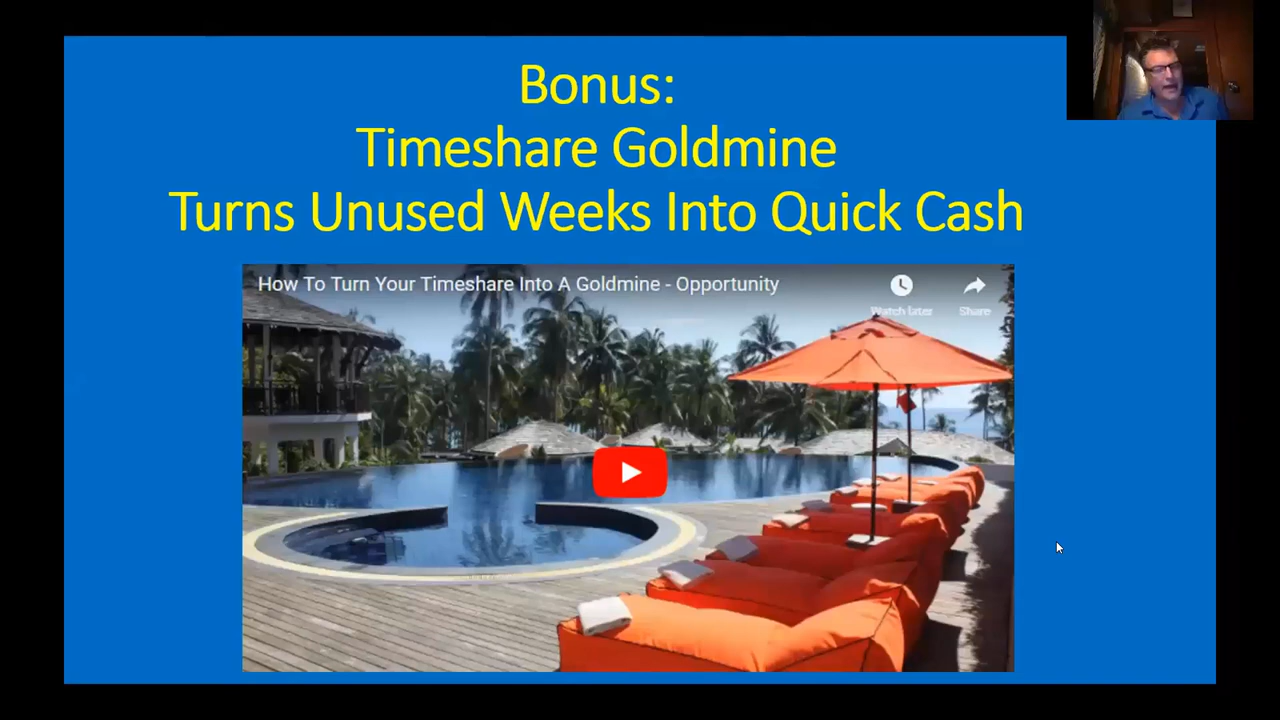 Bonus:
Timeshare Goldmine
Turns Unused Weeks Into Quick Cash
How To Turn Your Timeshare Into A Goldmine - Opportunity
Watch later
Share